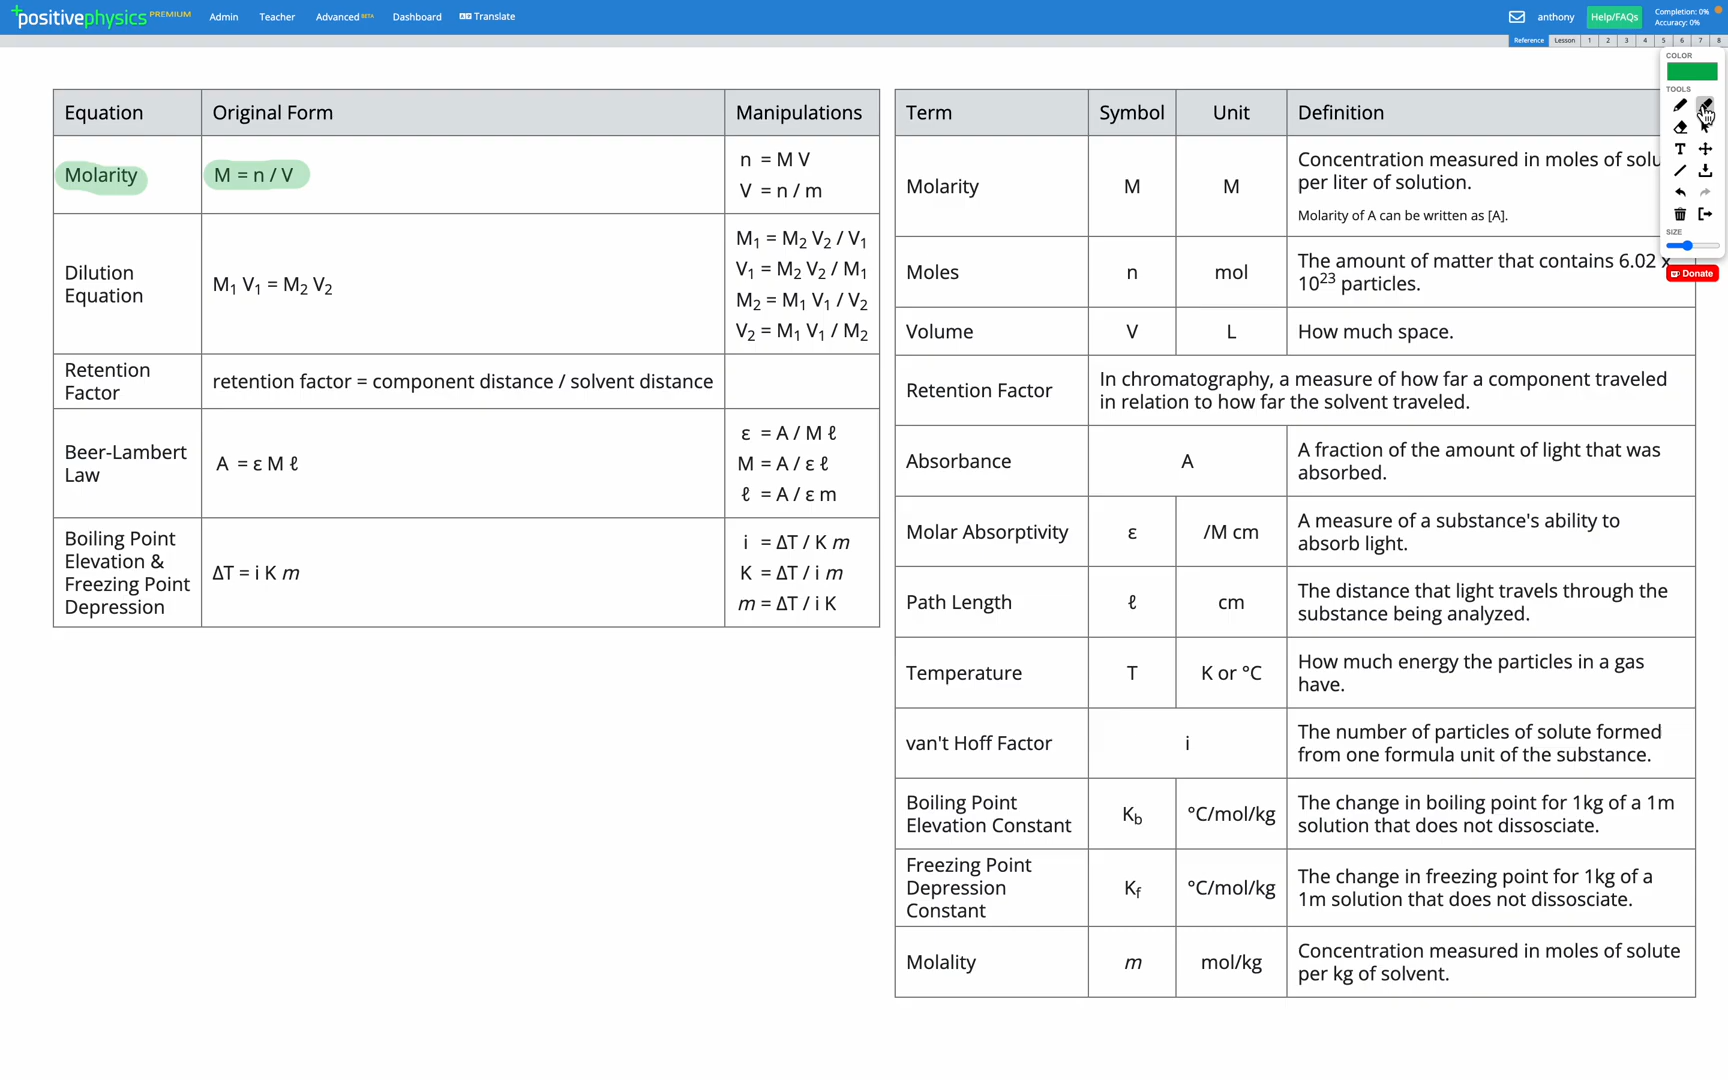 positivephysics PREMIUM
Admin
Teacher
Advanced BETA
Dashboard
Translate
anthony
Help/FAQs
Completion: 0%
Accuracy: 0%
Reference
Lesson
1
2
3
4
5
6
7
8
COLOR
TOOLS
T
SIZE
Donate
Equation
Original Form
Manipulations
Molarity
M = n / V
n = M V
V = n / m
Dilution
Equation
M₁ V₁ = M₂ V₂
M₁ = M₂ V₂ / V₁
V₁ = M₂ V₂ / M₁
M₂ = M₁ V₁ / V₂
V₂ = M₁ V₁ / M₂
Retention
Factor
retention factor = component distance / solvent distance
Beer-Lambert
Law
A = ε M ℓ
ε = A / M ℓ
M = A / ε ℓ
ℓ = A / ε m
Boiling Point
Elevation &
Freezing Point
Depression
ΔT = i K m
i = ΔT / K m
K = ΔT / i m
m = ΔT / i K
Term
Symbol
Unit
Definition
Molarity
M
M
Concentration measured in moles of solu
per liter of solution.
Molarity of A can be written as [A].
Moles
n
mol
The amount of matter that contains 6.02 x
10²³ particles.
Volume
V
L
How much space.
Retention Factor
In chromatography, a measure of how far a component traveled
in relation to how far the solvent traveled.
Absorbance
A
A fraction of the amount of light that was
absorbed.
Molar Absorptivity
ε
/M cm
A measure of a substance's ability to
absorb light.
Path Length
ℓ
cm
The distance that light travels through the
substance being analyzed.
Temperature
T
K or °C
How much energy the particles in a gas
have.
van't Hoff Factor
i
The number of particles of solute formed
from one formula unit of the substance.
Boiling Point
Elevation Constant
K_b
°C/mol/kg
The change in boiling point for 1kg of a 1m
solution that does not dissosciate.
Freezing Point
Depression
Constant
K_f
°C/mol/kg
The change in freezing point for 1kg of a
1m solution that does not dissosciate.
Molality
m
mol/kg
Concentration measured in moles of solute
per kg of solvent.